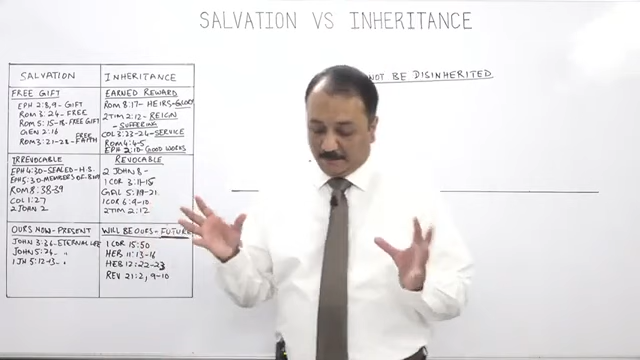 SALVATION VS INHERITANCE
NOT BE DISINHERITED
SALVATION
INHERITANCE
FREE GIFT
EPH 2:8,9 - GIFT
ROM 3:24 - FREE
ROM 5:15-18 - FREE GIFT
GEN 2:16
FREE
ROM 3:21-28 - FAITH
EARNED REWARD
ROM 8:17 - HEIRS - GLORY
2TIM 2:12 - REIGN
- SUFFERING
COL 3:23-24 - SERVICE
ROM 4:4-5
EPH 2:10 - GOOD WORKS
IRREVOCABLE
EPH 4:30 - SEALED - H.S.
EPH 5:30 - MEMBERS OF
ROM 8:38-39
COL 1:27
2 JOHN 2
REVOCABLE
2 JOHN 8 -
1 COR 3:11-15
GAL 5:19-21
1 COR 6:9-10
2TIM 2:12
OURS NOW - PRESENT
JOHN 3:36 - ETERNAL LIFE
JOHN 5:24 - "
1 JN 5:12-13 - "
WILL BE OURS - FUTURE
1 COR 15:50
HEB 11:13-16
HEB 12:22-23
REV 21:2, 9-10